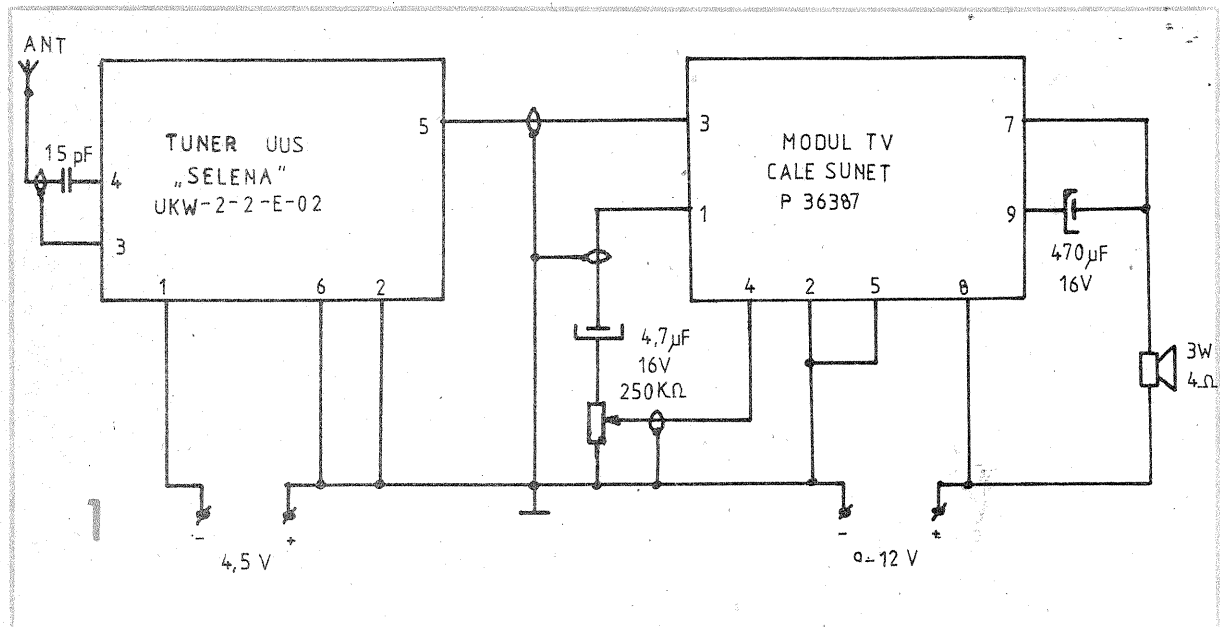 ANT
15 pF
4
3
TUNER UUS
„SELENA"
UKW-2-2-E-02
5
1
6
2
3
1
MODUL TV
CALE SUNET
P 36387
7
9
4
2
5
8
470µF
16V
4,7µF
16V
250KΩ
3W
4Ω
1
-
+
4,5 V
-
+
9÷12 V